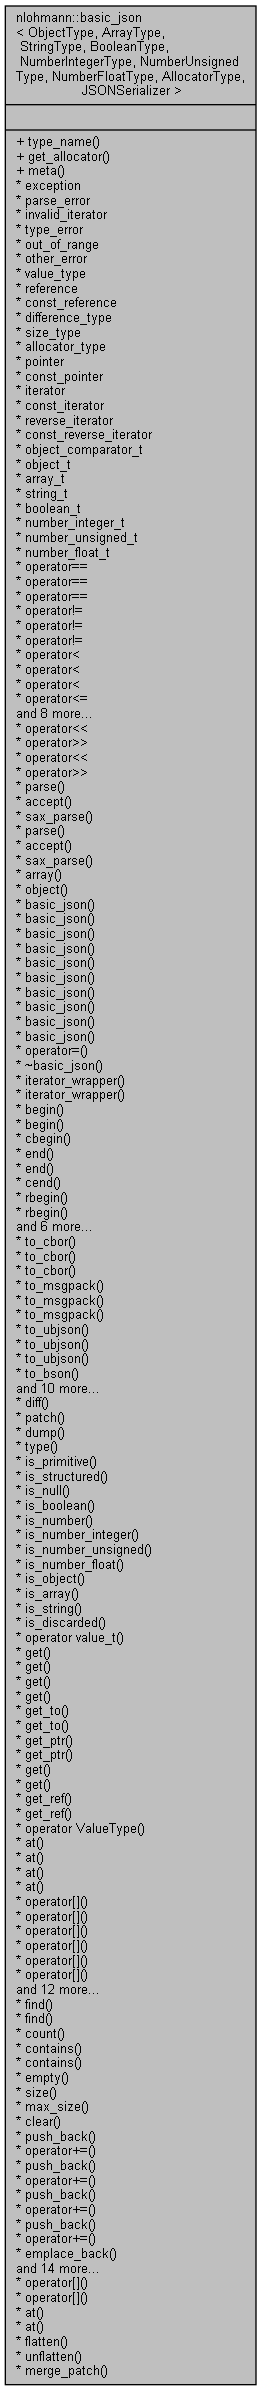 nlohmann::basic_json
< ObjectType, ArrayType,
StringType, BooleanType,
NumberIntegerType, NumberUnsigned
Type, NumberFloatType, AllocatorType,
JSONSerializer >
+ type_name()
+ get_allocator()
+ meta()
* exception
* parse_error
* invalid_iterator
* type_error
* out_of_range
* other_error
* value_type
* reference
* const_reference
* difference_type
* size_type
* allocator_type
* pointer
* const_pointer
* iterator
* const_iterator
* reverse_iterator
* const_reverse_iterator
* object_comparator_t
* object_t
* array_t
* string_t
* boolean_t
* number_integer_t
* number_unsigned_t
* number_float_t
* operator==
* operator==
* operator==
* operator!=
* operator!=
* operator!=
* operator<
* operator<
* operator<
* operator<=
and 8 more...
* operator<<
* operator>>
* operator<<
* operator>>
* parse()
* accept()
* sax_parse()
* parse()
* accept()
* sax_parse()
* array()
* object()
* basic_json()
* basic_json()
* basic_json()
* basic_json()
* basic_json()
* basic_json()
* basic_json()
* basic_json()
* basic_json()
* basic_json()
* operator=()
* ~basic_json()
* iterator_wrapper()
* iterator_wrapper()
* begin()
* begin()
* cbegin()
* end()
* end()
* cend()
* rbegin()
* rbegin()
and 6 more...
* to_cbor()
* to_cbor()
* to_cbor()
* to_msgpack()
* to_msgpack()
* to_msgpack()
* to_ubjson()
* to_ubjson()
* to_ubjson()
* to_bson()
and 10 more...
* diff()
* patch()
* dump()
* type()
* is_primitive()
* is_structured()
* is_null()
* is_boolean()
* is_number()
* is_number_integer()
* is_number_unsigned()
* is_number_float()
* is_object()
* is_array()
* is_string()
* is_discarded()
* operator value_t()
* get()
* get()
* get()
* get()
* get_to()
* get_to()
* get_ptr()
* get_ptr()
* get()
* get()
* get_ref()
* get_ref()
* operator ValueType()
* at()
* at()
* at()
* at()
* operator[]()
* operator[]()
* operator[]()
* operator[]()
* operator[]()
* operator[]()
and 12 more...
* find()
* find()
* count()
* contains()
* contains()
* empty()
* size()
* max_size()
* clear()
* push_back()
* operator+=()
* push_back()
* operator+=()
* push_back()
* operator+=()
* push_back()
* operator+=()
* emplace_back()
and 14 more...
* operator[]()
* operator[]()
* at()
* at()
* flatten()
* unflatten()
* merge_patch()